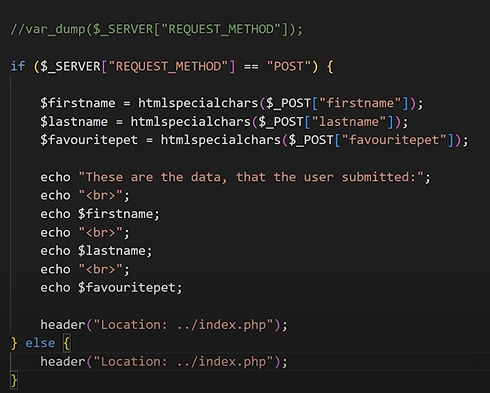 //var_dump($_SERVER["REQUEST_METHOD"]);
if ($_SERVER["REQUEST_METHOD"] == "POST") {
$firstname = htmlspecialchars($_POST["firstname"]);
$lastname = htmlspecialchars($_POST["lastname"]);
$favouritepet = htmlspecialchars($_POST["favouritepet"]);
echo "These are the data, that the user submitted:";
echo "<br>";
echo $firstname;
echo "<br>";
echo $lastname;
echo "<br>";
echo $favouritepet;
header("Location: ../index.php");
} else {
header("Location: ../index.php");
}